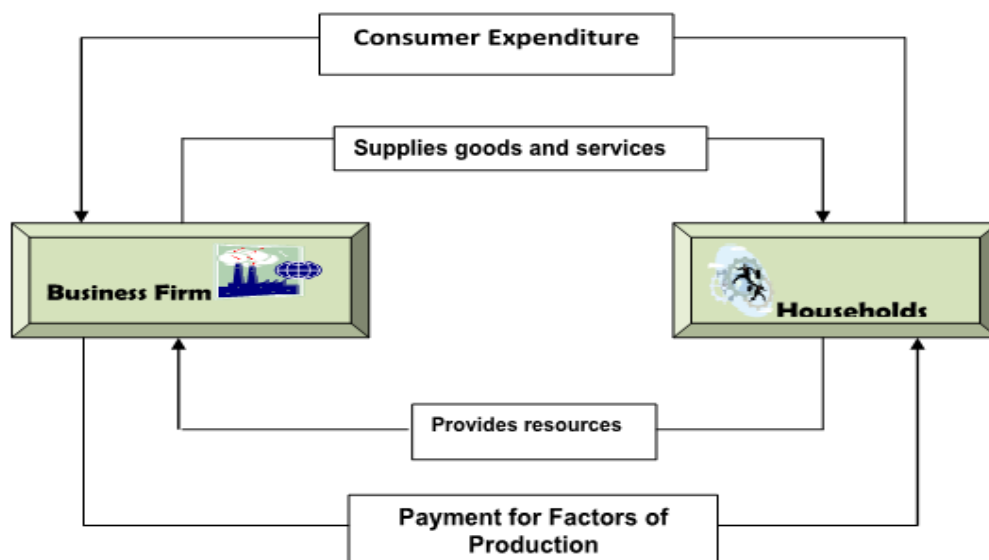 Consumer Expenditure
Supplies goods and services
Business Firm
Households
Provides resources
Payment for Factors of
Production